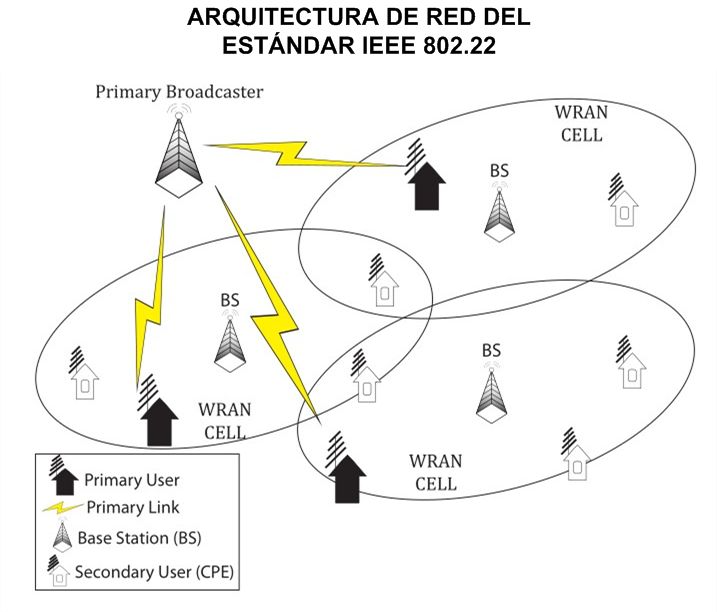 ARQUITECTURA DE RED DEL
ESTÁNDAR IEEE 802.22
Primary Broadcaster
WRAN
CELL
BS
BS
BS
WRAN
CELL
WRAN
CELL
Primary User
Primary Link
Base Station (BS)
Secondary User (CPE)